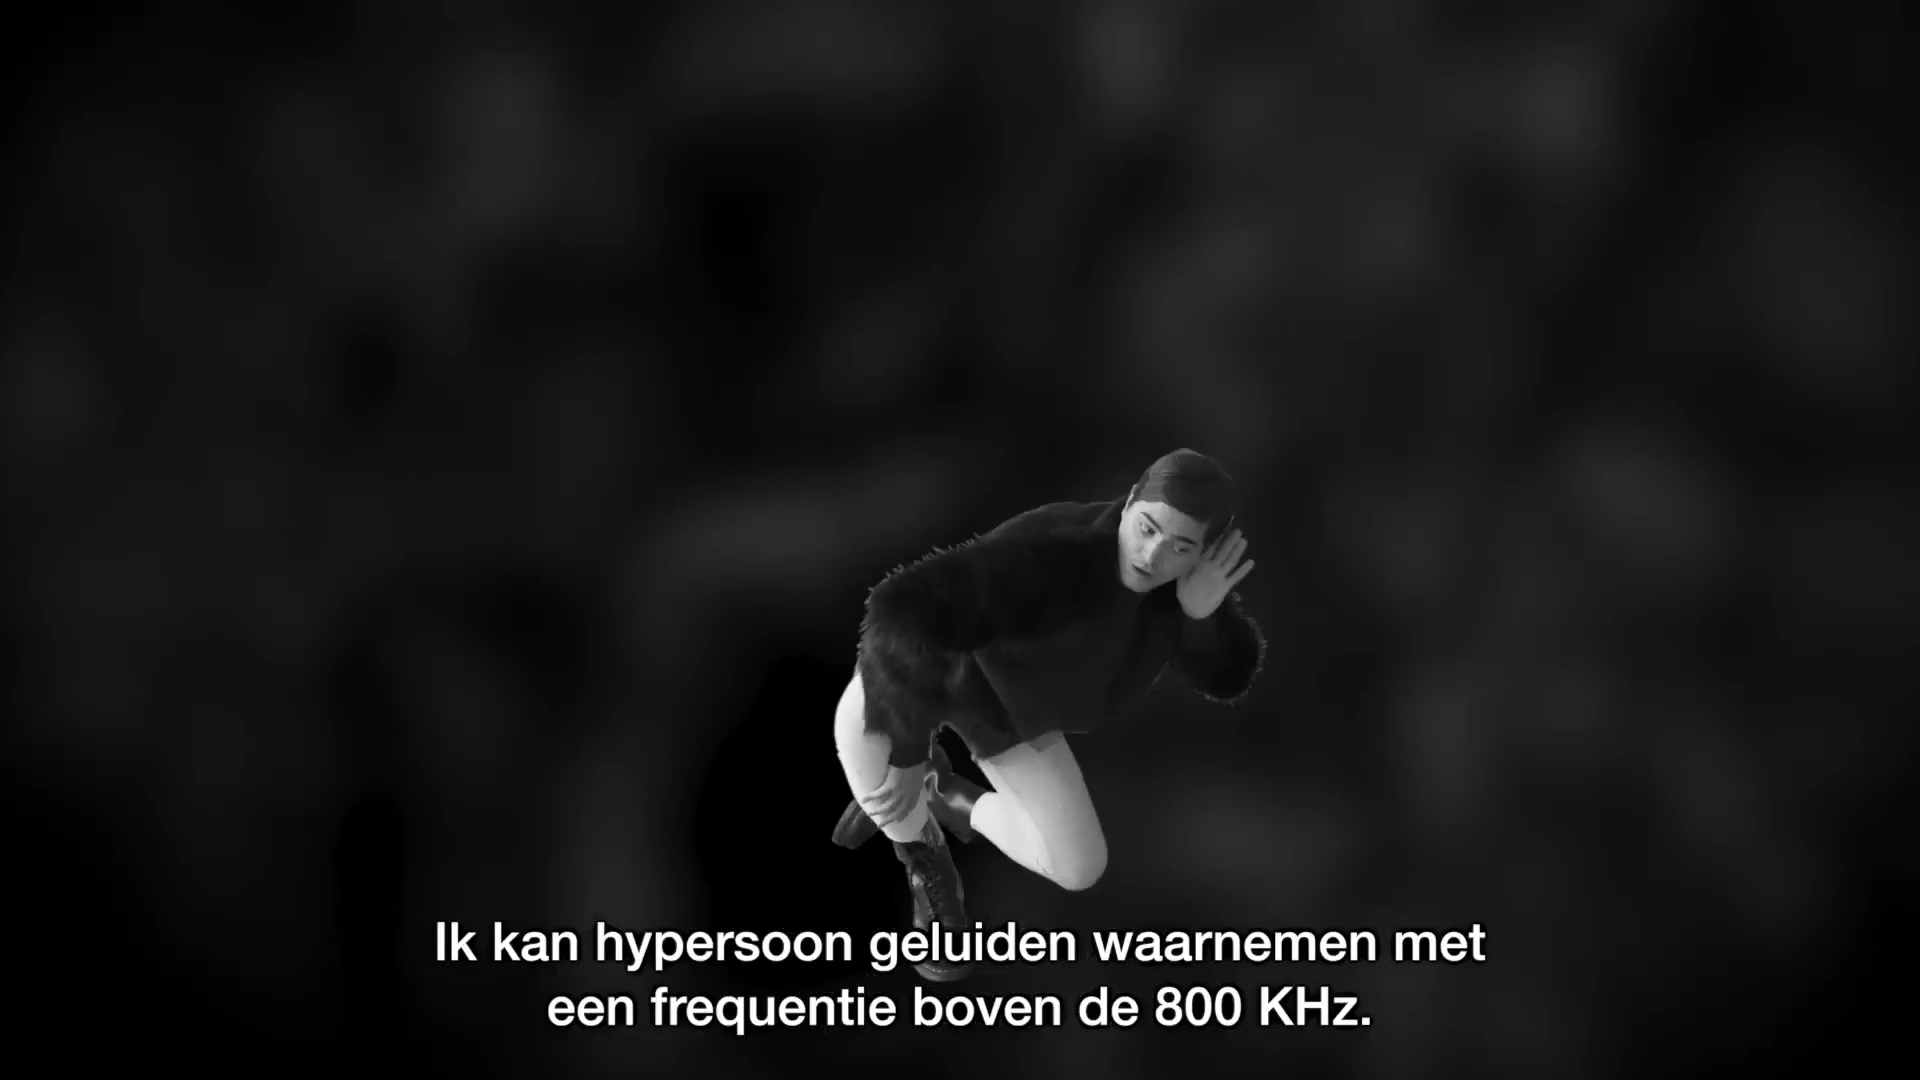 Ik kan hypersoon geluiden waarnemen met
een frequentie boven de 800 KHz.